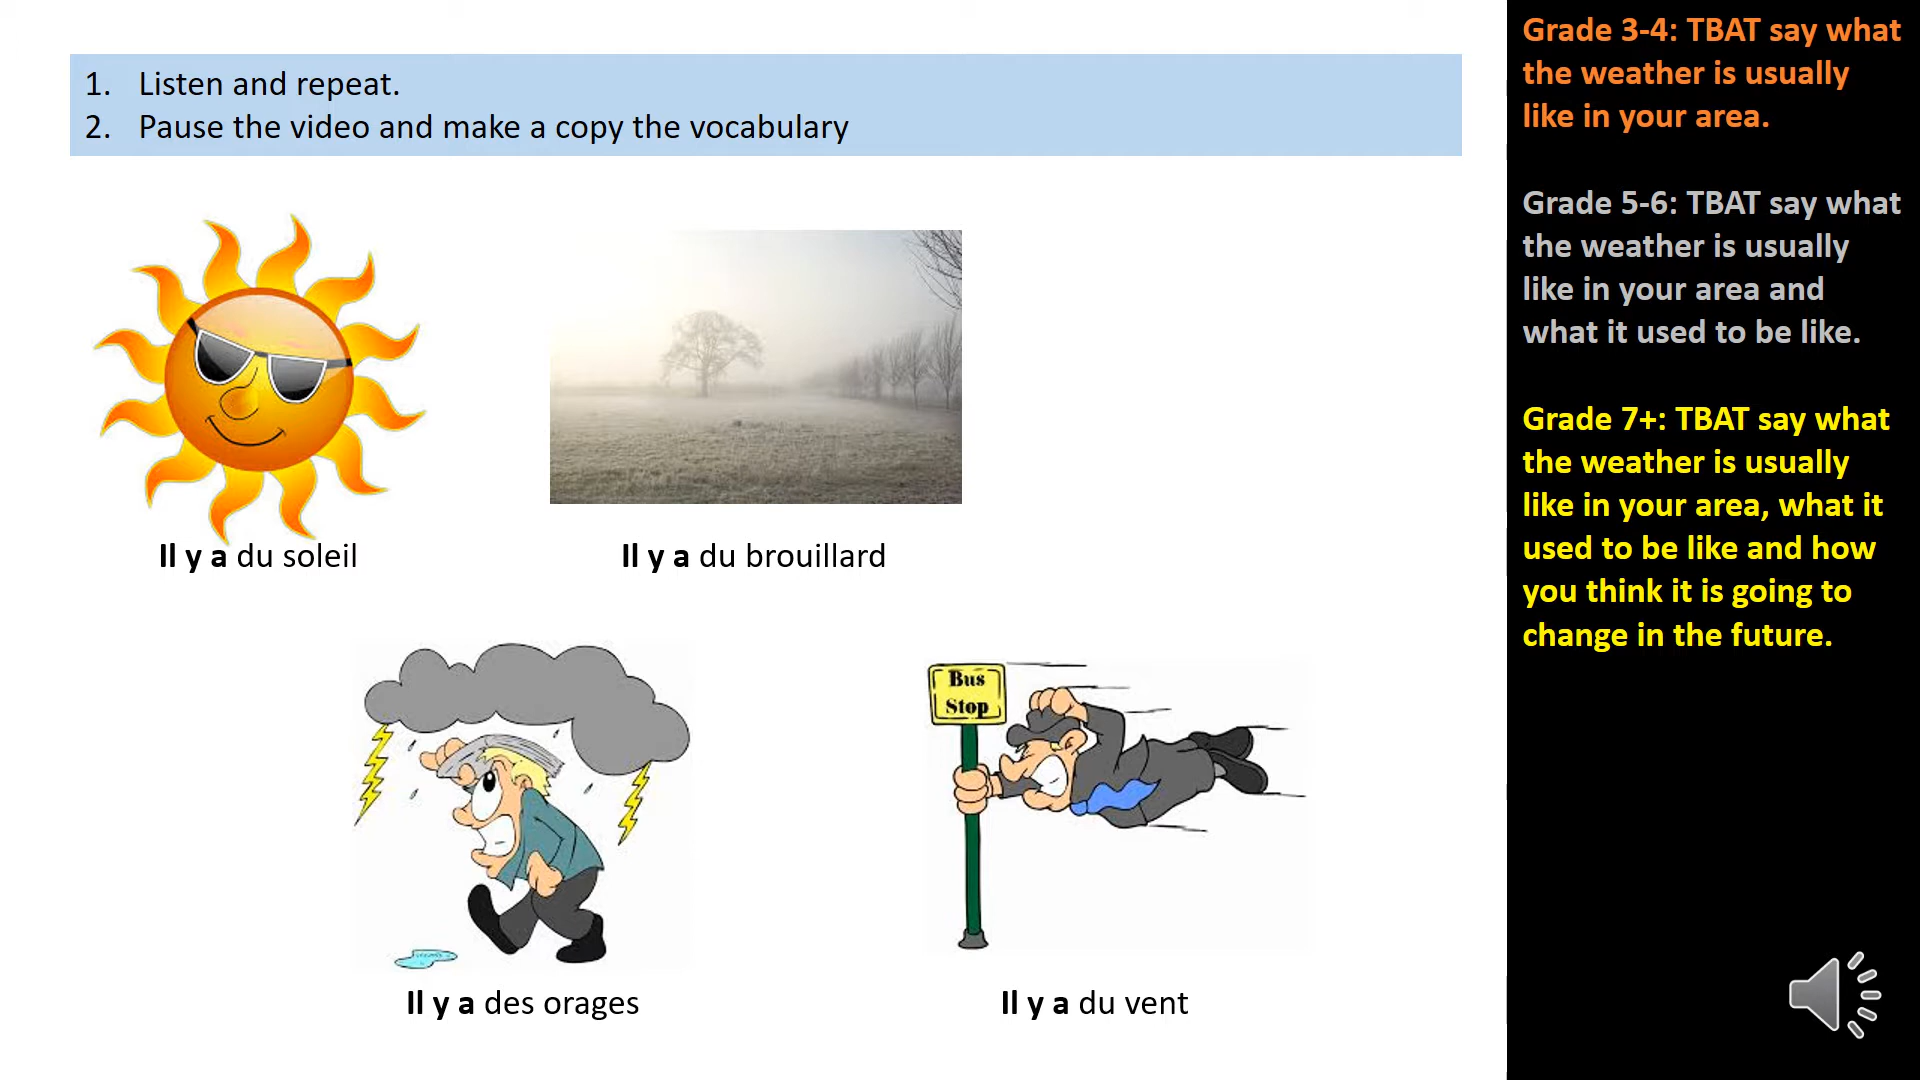 1. Listen and repeat.
2. Pause the video and make a copy the vocabulary
Il y a du soleil
Il y a du brouillard
Bus
Stop
Il y a des orages
Il y a du vent
Grade 3-4: TBAT say what
the weather is usually
like in your area.
Grade 5-6: TBAT say what
the weather is usually
like in your area and
what it used to be like.
Grade 7+: TBAT say what
the weather is usually
like in your area, what it
used to be like and how
you think it is going to
change in the future.